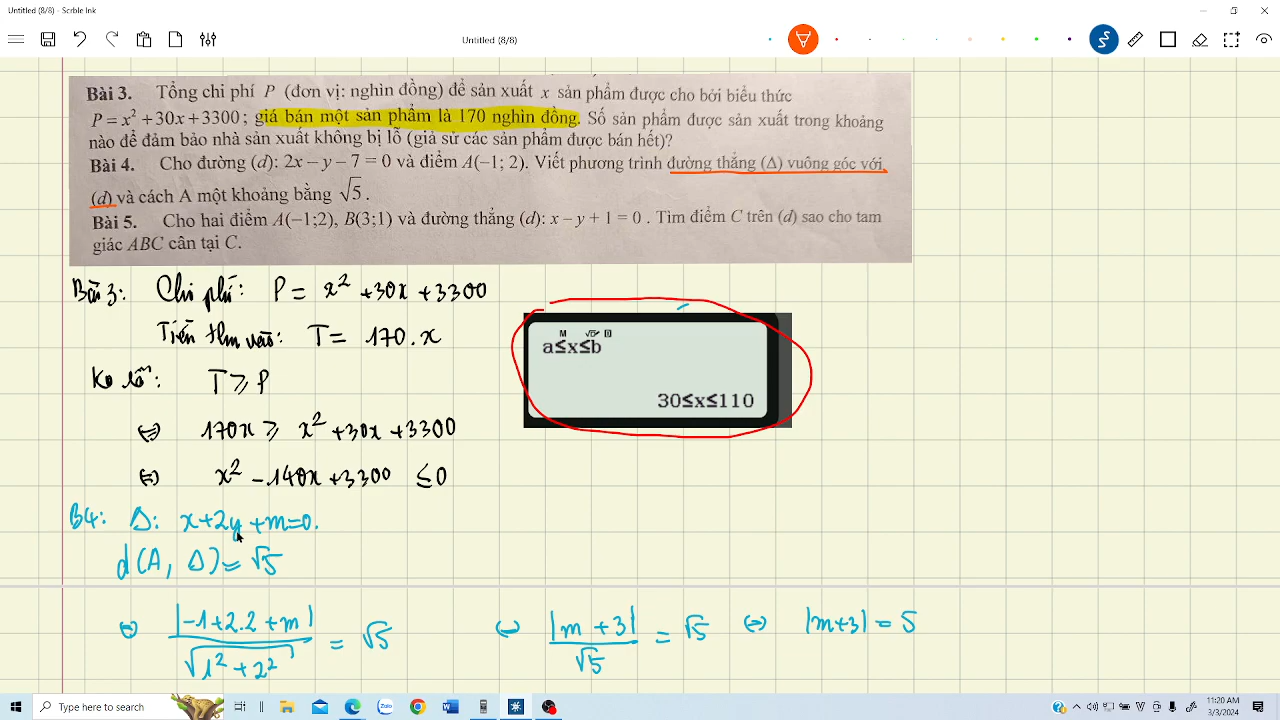 Untitled (8/8) - Scrble Ink
Untitled (8/8)
Bài 3. Tổng chi phí P (đơn vị: nghìn đồng) để sản xuất x sản phẩm được cho bởi biểu thức
P = x² + 30x + 3300; giá bán một sản phẩm là 170 nghìn đồng. Số sản phẩm được sản xuất trong khoảng
nào để đảm bảo nhà sản xuất không bị lỗ (giả sử các sản phẩm được bán hết)?
Bài 4. Cho đường (d): 2x − y − 7 = 0 và điểm A(−1; 2). Viết phương trình đường thẳng (Δ) vuông góc với
(d) và cách A một khoảng bằng √5.
Bài 5. Cho hai điểm A(−1;2), B(3;1) và đường thẳng (d): x − y + 1 = 0. Tìm điểm C trên (d) sao cho tam
giác ABC cân tại C.
Bài 3: Chi phí: P = x² + 30x + 3300
Tiền thu vào: T = 170.x
Ko lỗ: T ≥ P
⇔ 170x ≥ x² + 30x + 3300
⇔ x² − 140x + 3300 ≤ 0
a≤x≤b
30≤x≤110
B4: Δ: x + 2y + m = 0.
d(A, Δ) = √5
⇔ |−1 + 2.2 + m| / √(1² + 2²) = √5 ⇔ |m + 3| / √5 = √5 ⇔ |m+3| = 5
Type here to search
11:20 AM
3/3/2024